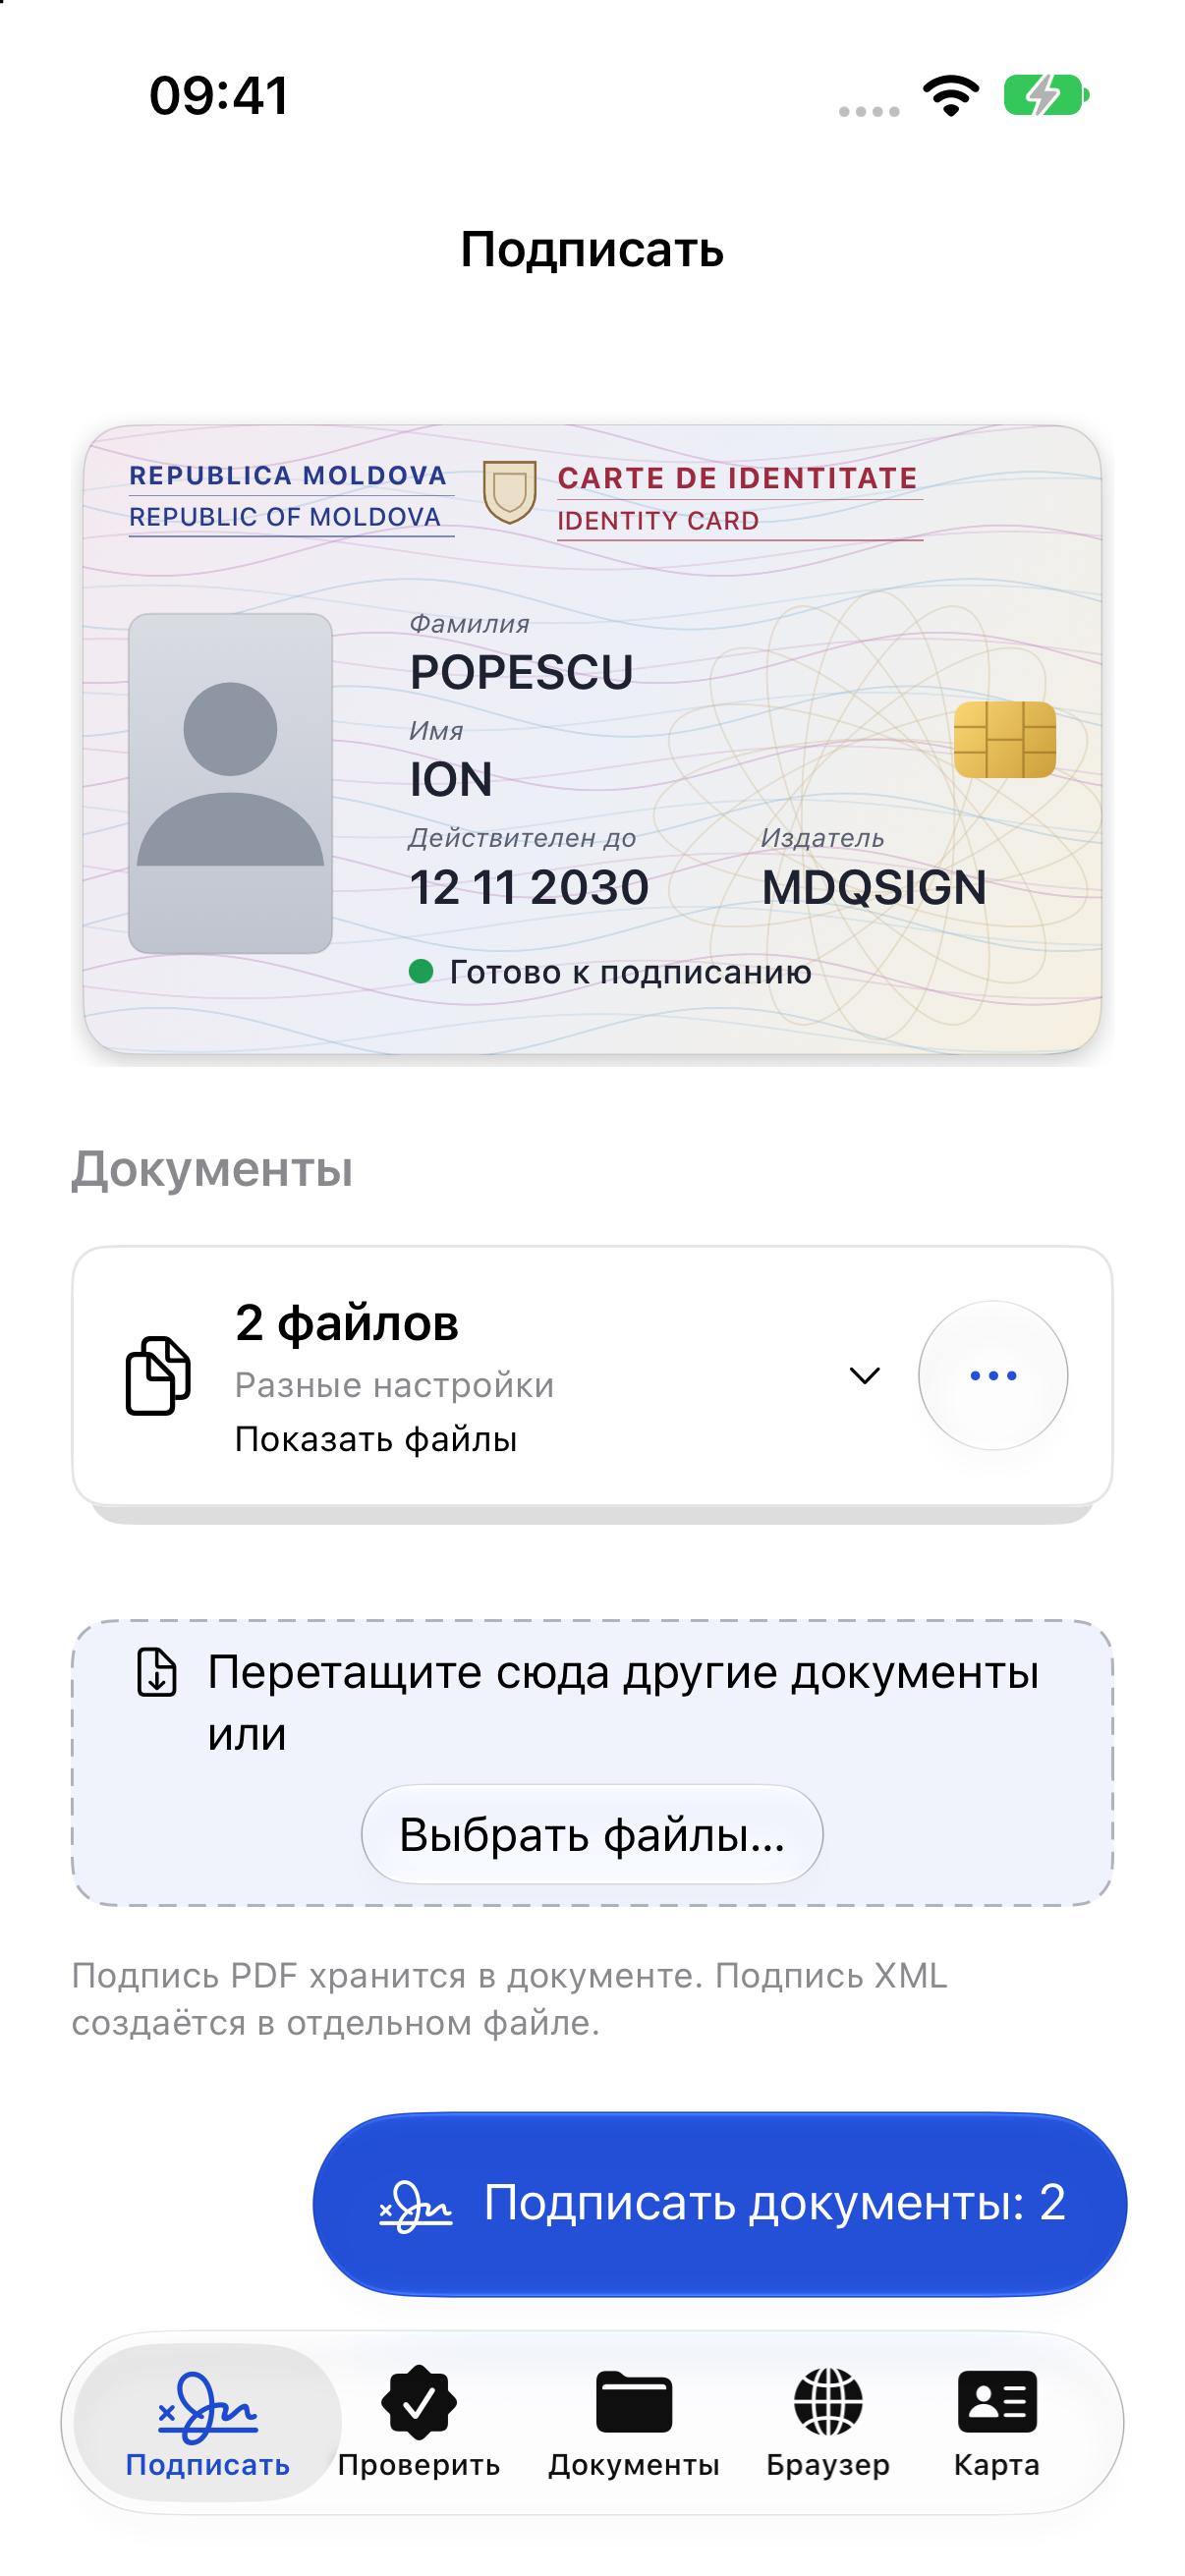 09:41
Подписать
REPUBLICA MOLDOVA
REPUBLIC OF MOLDOVA
CARTE DE IDENTITATE
IDENTITY CARD
Фамилия
POPESCU
Имя
ION
Действителен до
12 11 2030
Издатель
MDQSIGN
Готово к подписанию
Документы
2 файлов
Разные настройки
Показать файлы
Перетащите сюда другие документы
или
Выбрать файлы...
Подпись PDF хранится в документе. Подпись XML
создаётся в отдельном файле.
Подписать документы: 2
Подписать
Проверить
Документы
Браузер
Карта